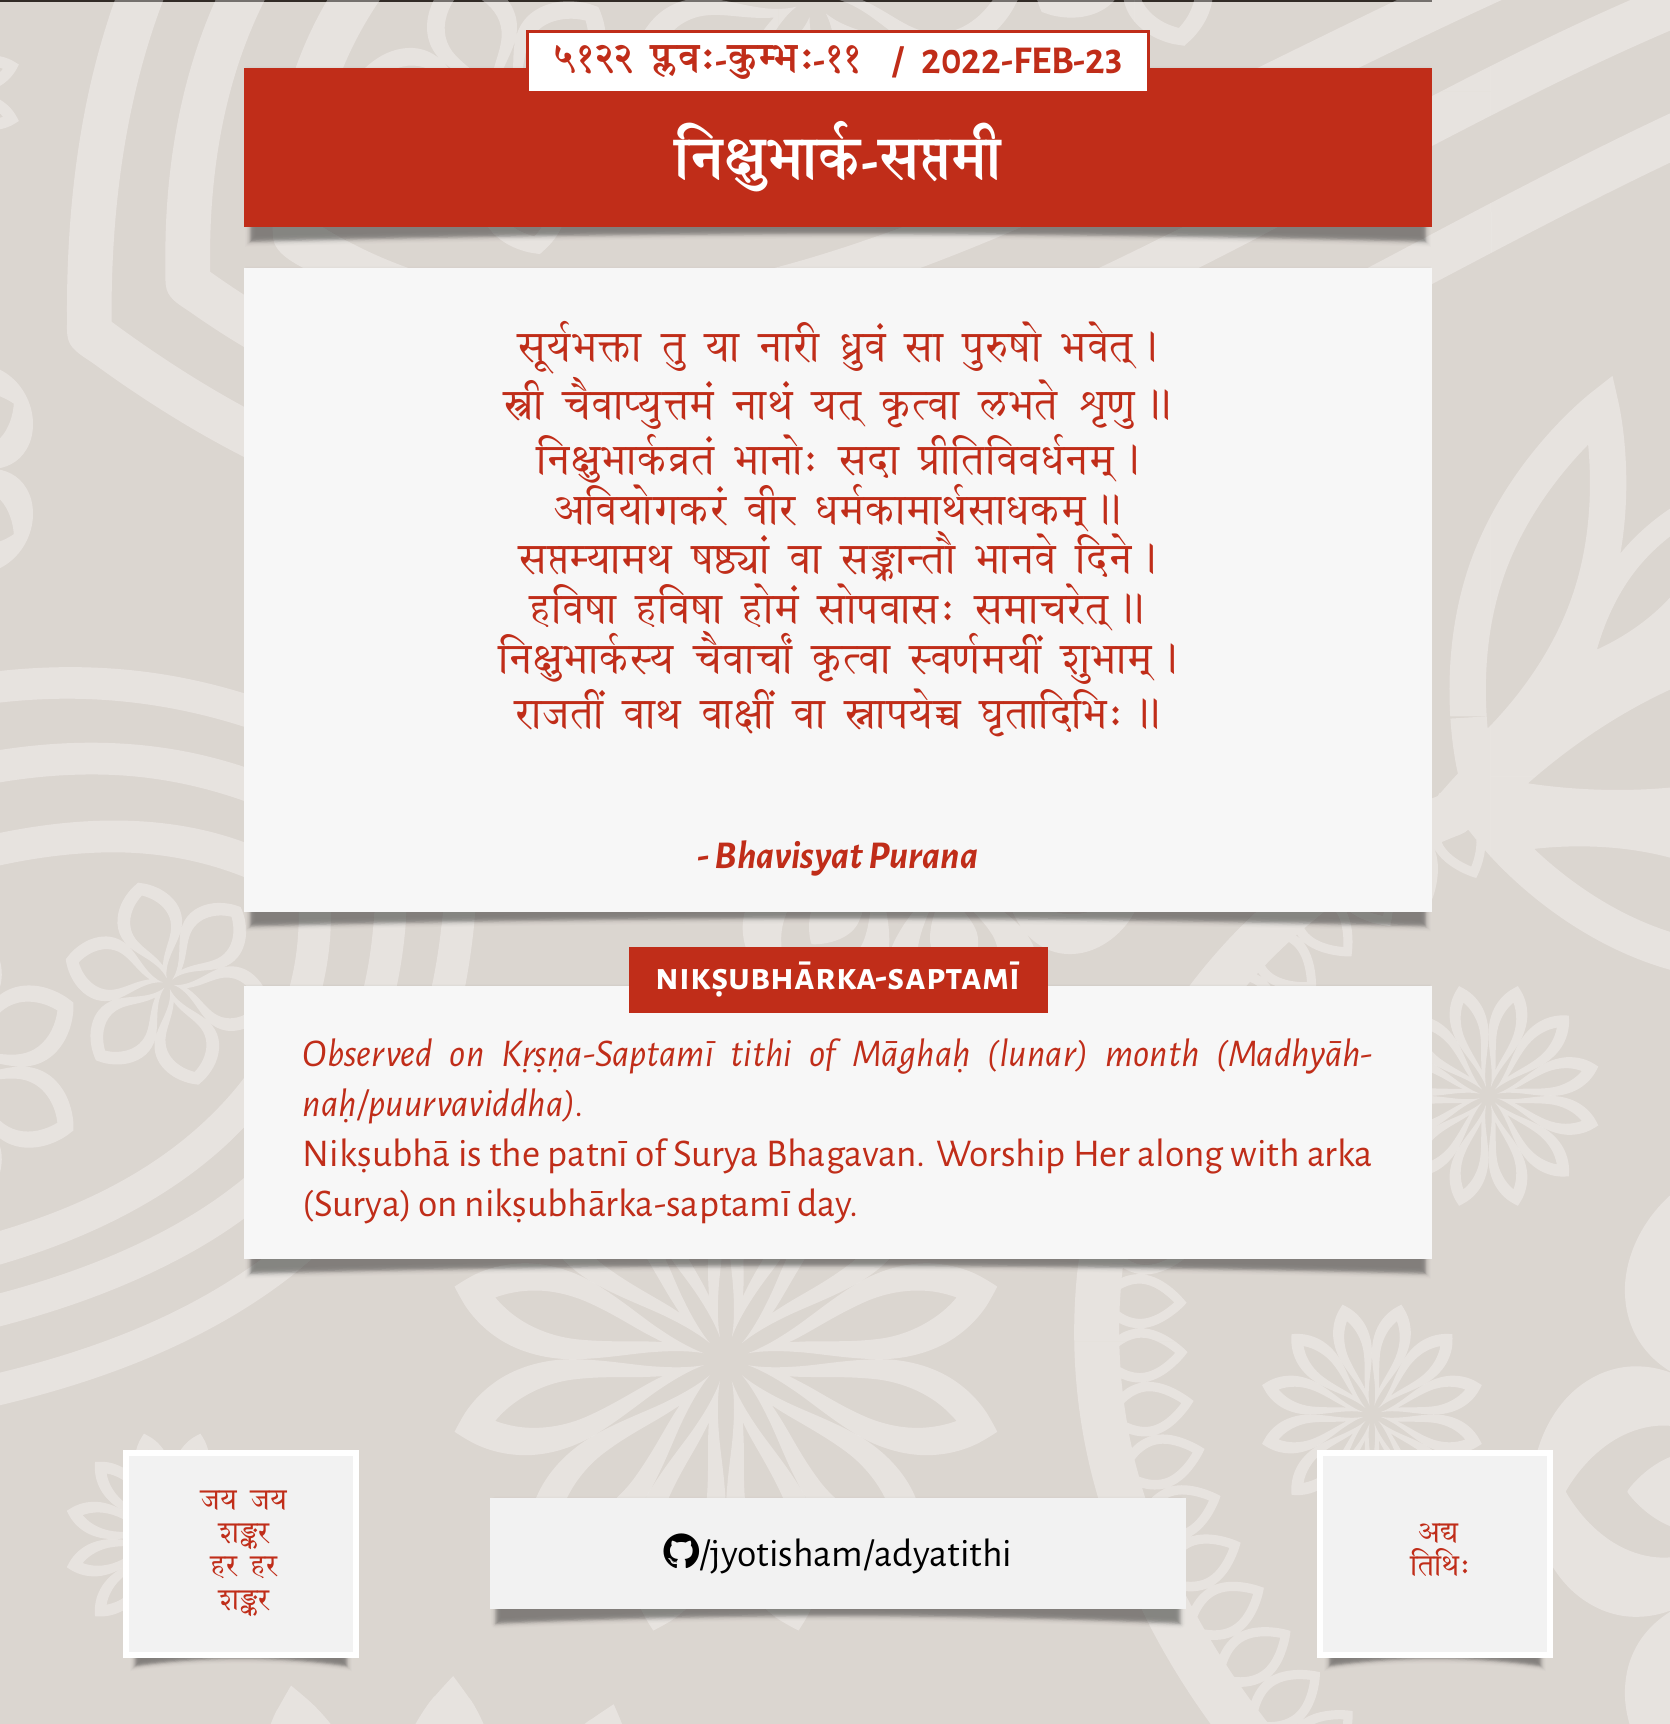 ५१२२ प्लवः-कुम्भः-११ / 2022-FEB-23
निक्षुभार्क-सप्तमी
सूर्यभक्ता तु या नारी ध्रुवं सा पुरुषो भवेत् ।
स्त्री चैवाप्युत्तमं नाथं यत् कृत्वा लभते शृणु ॥
निक्षुभार्कव्रतं भानोः सदा प्रीतिविवर्धनम् ।
अवियोगकरं वीर धर्मकामार्थसाधकम् ॥
सप्तम्यामथ षष्ठ्यां वा सङ्क्रान्तौ भानवे दिने ।
हविषा हविषा होमं सोपवासः समाचरेत् ॥
निक्षुभार्कस्य चैवार्चां कृत्वा स्वर्णमयीं शुभाम् ।
राजतीं वाथ वार्क्षीं वा स्नापयेच्च घृतादिभिः ॥
- Bhavisyat Purana
NIKṢUBHĀRKA-SAPTAMĪ
Observed on Kṛṣṇa-Saptamī tithi of Māghaḥ (lunar) month (Madhyāh-
naḥ/puurvaviddha).
Nikṣubhā is the patnī of Surya Bhagavan. Worship Her along with arka
(Surya) on nikṣubhārka-saptamī day.
जय जय
शङ्कर
हर हर
शङ्कर
/jyotisham/adyatithi
अद्य
तिथिः